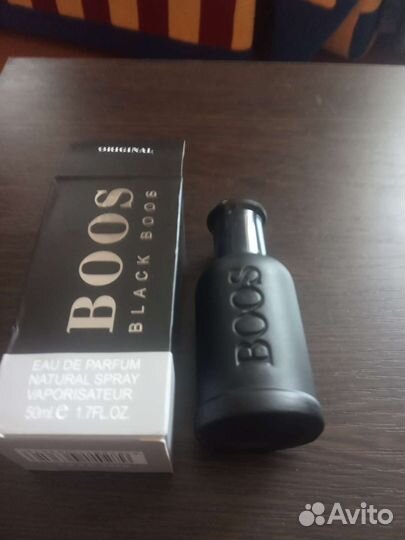 ORIGINAL
BOOS
BLACK BOOS
EAU DE PARFUM
NATURAL SPRAY
VAPORISATEUR
50ml e 1.7FL.OZ.
BOOS
Avito